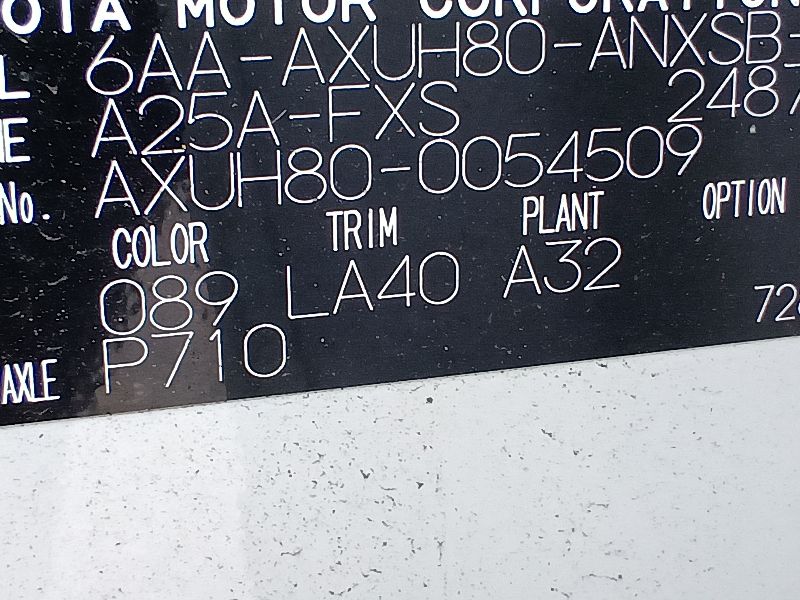 OTA MOTOR CORPORATION
L 6AA-AXUH80-ANXSB-
NE A25A-FXS 2487
No. AXUH80-0054509
COLOR TRIM PLANT OPTION
089 LA40 A32
AXLE P710 72